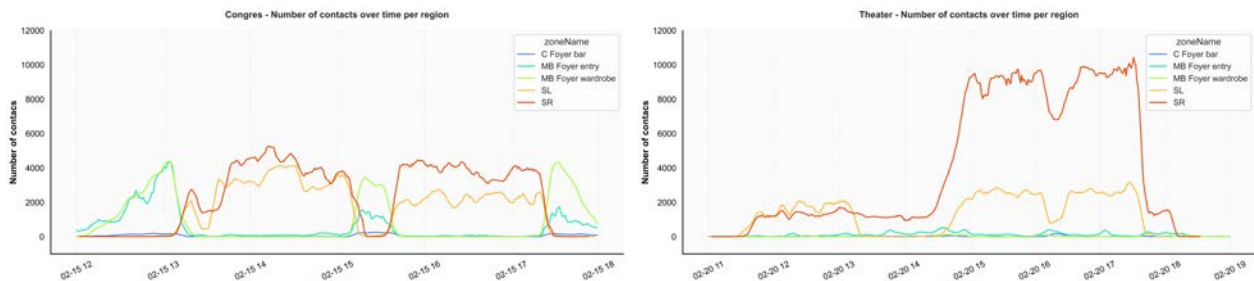 Congres - Number of contacts over time per region
12000
10000
8000
6000
4000
2000
0
Number of contacs
zoneName
C Foyer bar
MB Foyer entry
MB Foyer wardrobe
SL
SR
02-15 12
02-15 13
02-15 14
02-15 15
02-15 16
02-15 17
02-15 18
Theater - Number of contacts over time per region
12000
10000
8000
6000
4000
2000
0
Number of contacs
zoneName
C Foyer bar
MB Foyer entry
MB Foyer wardrobe
SL
SR
02-20 11
02-20 12
02-20 13
02-20 14
02-20 15
02-20 16
02-20 17
02-20 18
02-20 19